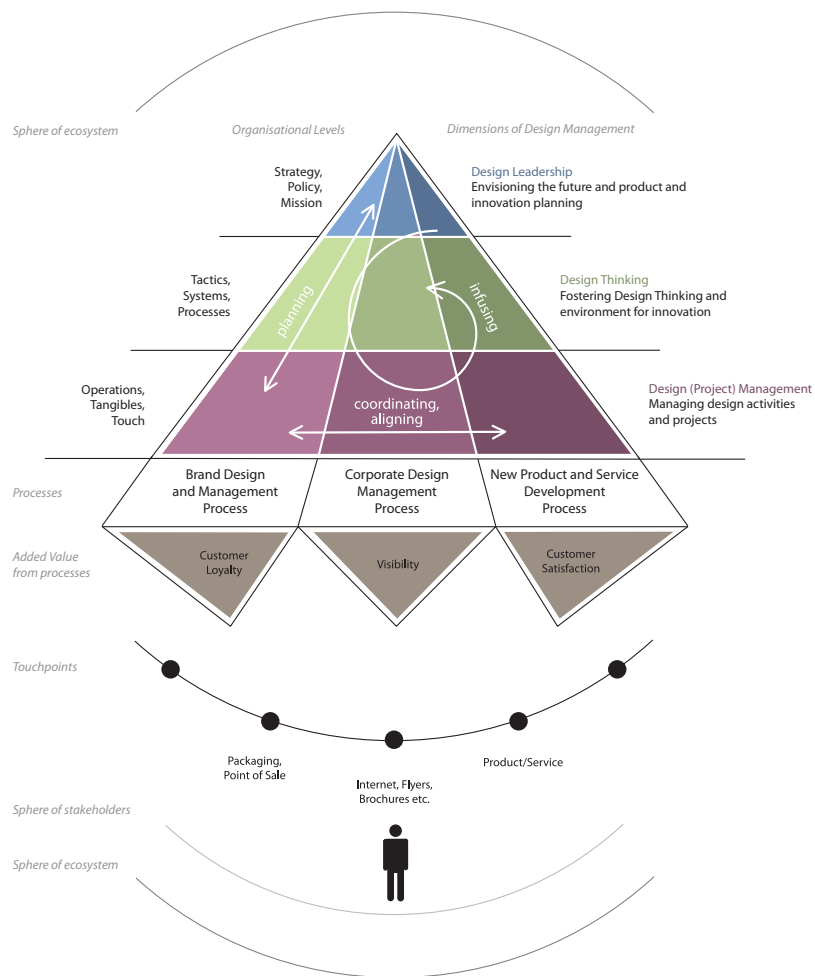 Sphere of ecosystem
Organisational Levels
Dimensions of Design Management
Strategy,
Policy,
Mission
Design Leadership
Envisioning the future and product and
innovation planning
Tactics,
Systems,
Processes
planning
infusing
Design Thinking
Fostering Design Thinking and
environment for innovation
Operations,
Tangibles,
Touch
coordinating,
aligning
Design (Project) Management
Managing design activities
and projects
Processes
Brand Design
and Management
Process
Corporate Design
Management
Process
New Product and Service
Development
Process
Added Value
from processes
Customer
Loyalty
Visibility
Customer
Satisfaction
Touchpoints
Packaging,
Point of Sale
Internet, Flyers,
Brochures etc.
Product/Service
Sphere of stakeholders
Sphere of ecosystem